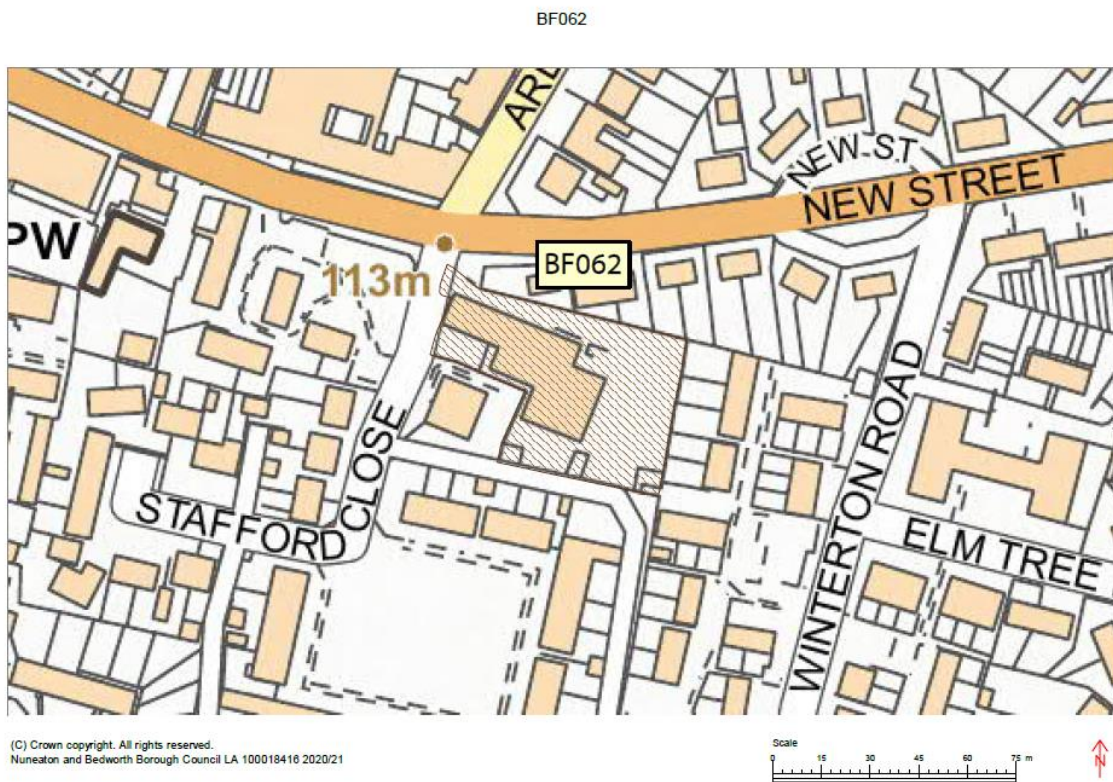 BF062
ARL
NEW ST
NEW STREET
PW
BF062
113m
STAFFORD CLOSE
WINTERTON ROAD
ELM TREE
(C) Crown copyright. All rights reserved.
Nuneaton and Bedworth Borough Council LA 100018416 2020/21
Scale
0 15 30 45 60 75 m
N